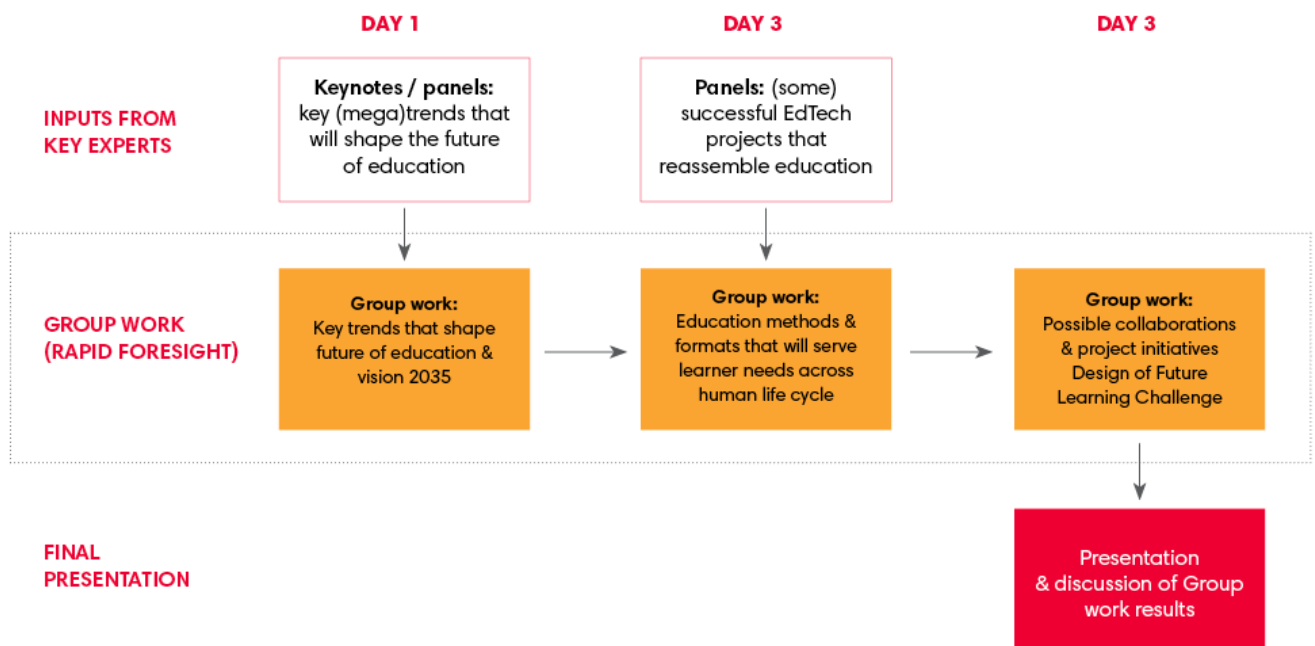 DAY 1
DAY 3
DAY 3
INPUTS FROM
KEY EXPERTS
Keynotes / panels:
key (mega)trends that
will shape the future
of education
Panels: (some)
successful EdTech
projects that
reassemble education
GROUP WORK
(RAPID FORESIGHT)
Group work:
Key trends that shape
future of education &
vision 2035
Group work:
Education methods &
formats that will serve
learner needs across
human life cycle
Group work:
Possible collaborations
& project initiatives
Design of Future
Learning Challenge
FINAL
PRESENTATION
Presentation
& discussion of Group
work results